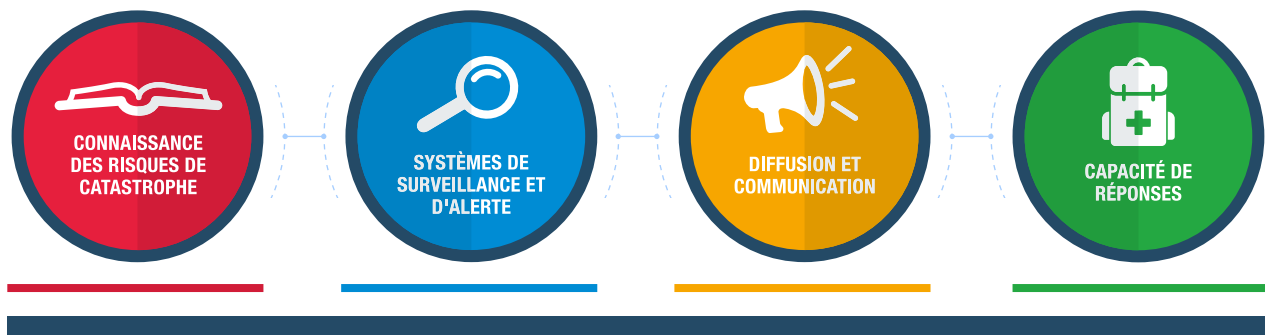 CONNAISSANCE
DES RISQUES DE
CATASTROPHE
SYSTÈMES DE
SURVEILLANCE ET
D'ALERTE
DIFFUSION ET
COMMUNICATION
CAPACITÉ DE
RÉPONSES